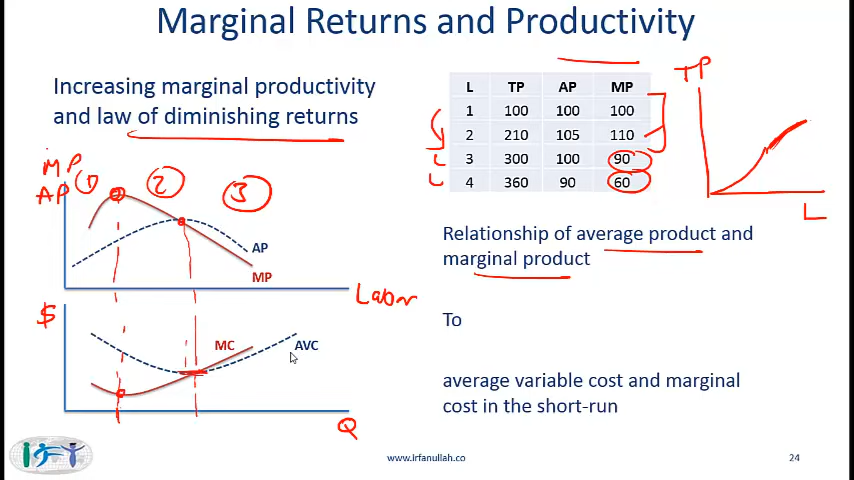 Marginal Returns and Productivity
Increasing marginal productivity
and law of diminishing returns
MP
AP
1
2
3
AP
MP
Labor
$
MC
AVC
Q
L TP AP MP
1 100 100 100
2 210 105 110
3 300 100 90
4 360 90 60
TP
L
Relationship of average product and
marginal product
To
average variable cost and marginal
cost in the short-run
www.irfanullah.co
24